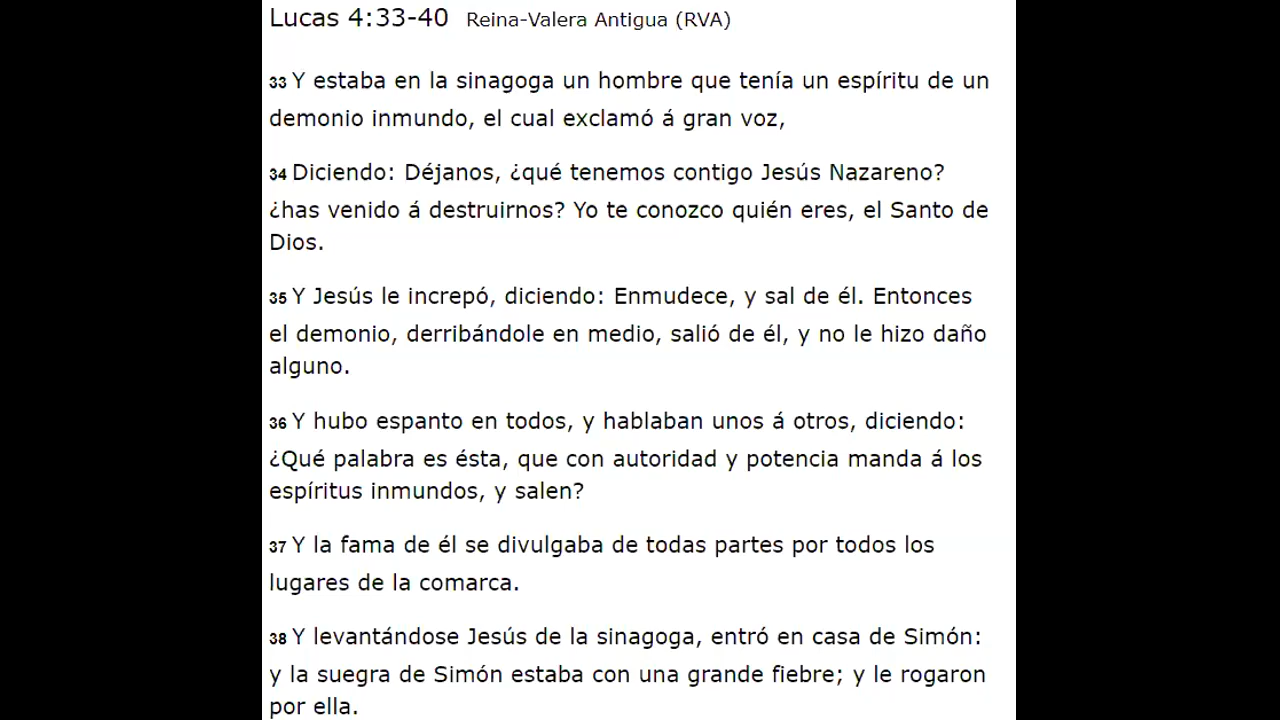 Lucas 4:33-40 Reina-Valera Antigua (RVA)
33 Y estaba en la sinagoga un hombre que tenía un espíritu de un
demonio inmundo, el cual exclamó á gran voz,
34 Diciendo: Déjanos, ¿qué tenemos contigo Jesús Nazareno?
¿has venido á destruirnos? Yo te conozco quién eres, el Santo de
Dios.
35 Y Jesús le increpó, diciendo: Enmudece, y sal de él. Entonces
el demonio, derribándole en medio, salió de él, y no le hizo daño
alguno.
36 Y hubo espanto en todos, y hablaban unos á otros, diciendo:
¿Qué palabra es ésta, que con autoridad y potencia manda á los
espíritus inmundos, y salen?
37 Y la fama de él se divulgaba de todas partes por todos los
lugares de la comarca.
38 Y levantándose Jesús de la sinagoga, entró en casa de Simón:
y la suegra de Simón estaba con una grande fiebre; y le rogaron
por ella.